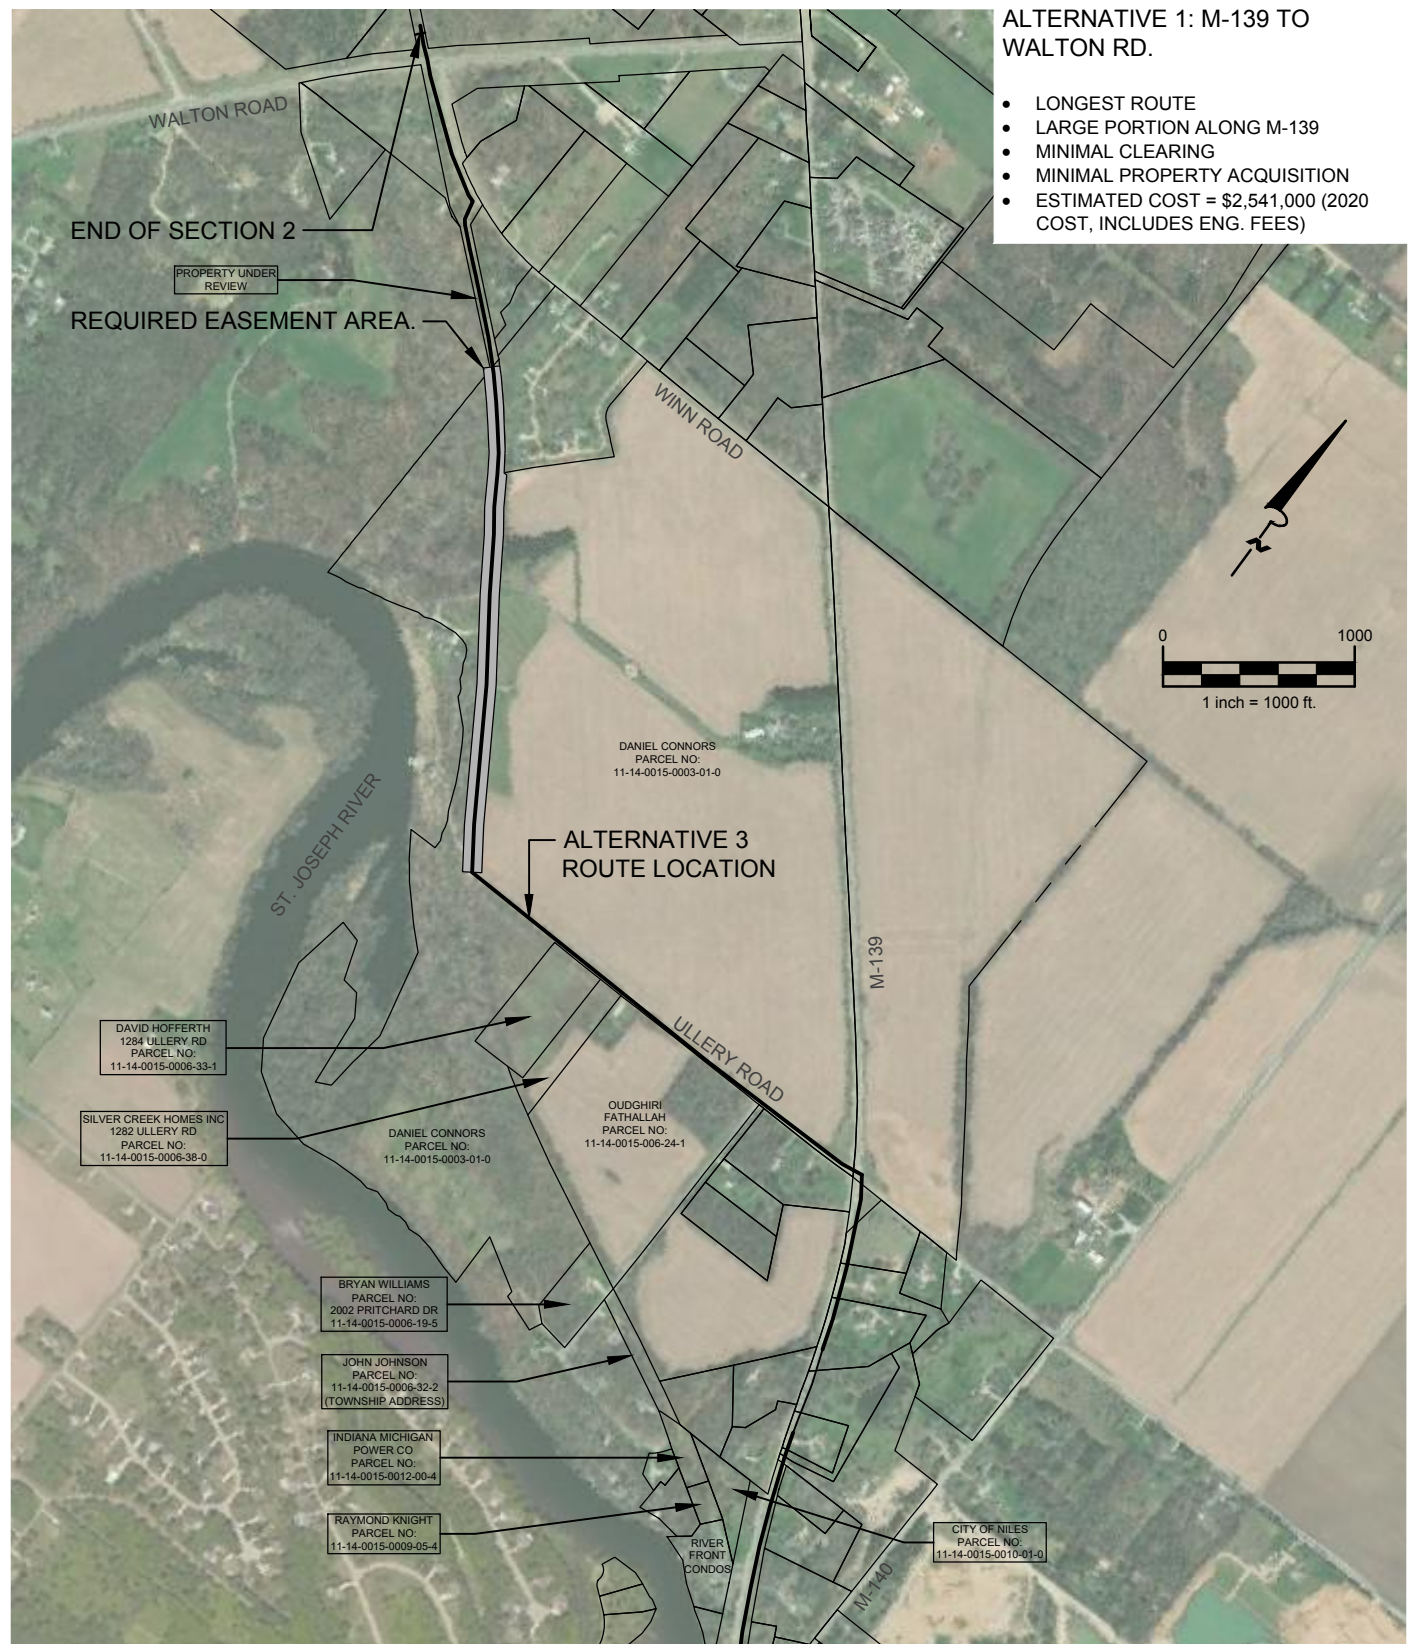 ALTERNATIVE 1: M-139 TO
WALTON RD.
• LONGEST ROUTE
• LARGE PORTION ALONG M-139
• MINIMAL CLEARING
• MINIMAL PROPERTY ACQUISITION
• ESTIMATED COST = $2,541,000 (2020
COST, INCLUDES ENG. FEES)
WALTON ROAD
END OF SECTION 2
PROPERTY UNDER
REVIEW
REQUIRED EASEMENT AREA.
WINN ROAD
N
0 1000
1 inch = 1000 ft.
DANIEL CONNORS
PARCEL NO:
11-14-0015-0003-01-0
ST. JOSEPH RIVER
ALTERNATIVE 3
ROUTE LOCATION
M-139
ULLERY ROAD
DAVID HOFFERTH
1284 ULLERY RD
PARCEL NO:
11-14-0015-0006-33-1
SILVER CREEK HOMES INC
1282 ULLERY RD
PARCEL NO:
11-14-0015-0006-38-0
DANIEL CONNORS
PARCEL NO:
11-14-0015-0003-01-0
OUDGHIRI
FATHALLAH
PARCEL NO:
11-14-0015-006-24-1
BRYAN WILLIAMS
PARCEL NO:
2002 PRITCHARD DR
11-14-0015-0006-19-5
JOHN JOHNSON
PARCEL NO:
11-14-0015-0006-32-2
(TOWNSHIP ADDRESS)
INDIANA MICHIGAN
POWER CO
PARCEL NO:
11-14-0015-0012-00-4
RAYMOND KNIGHT
PARCEL NO:
11-14-0015-0009-05-4
RIVER
FRONT
CONDOS
CITY OF NILES
PARCEL NO:
11-14-0015-0010-01-0
M-140